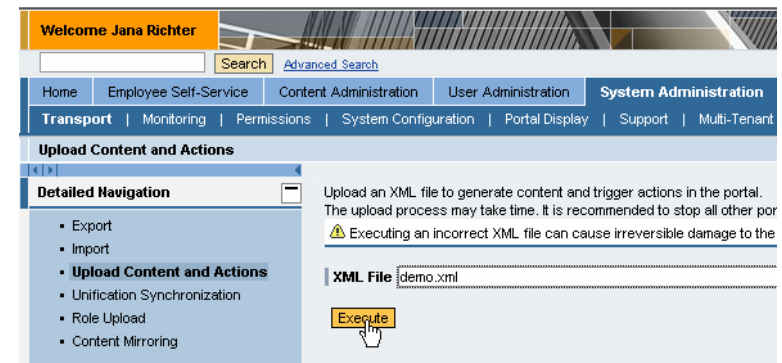 Welcome Jana Richter
Search Advanced Search
Home Employee Self-Service Content Administration User Administration System Administration
Transport | Monitoring | Permissions | System Configuration | Portal Display | Support | Multi-Tenant
Upload Content and Actions
Detailed Navigation
Export
Import
Upload Content and Actions
Unification Synchronization
Role Upload
Content Mirroring
Upload an XML file to generate content and trigger actions in the portal.
The upload process may take time. It is recommended to stop all other por
Executing an incorrect XML file can cause irreversible damage to the
XML File demo.xml
Execute